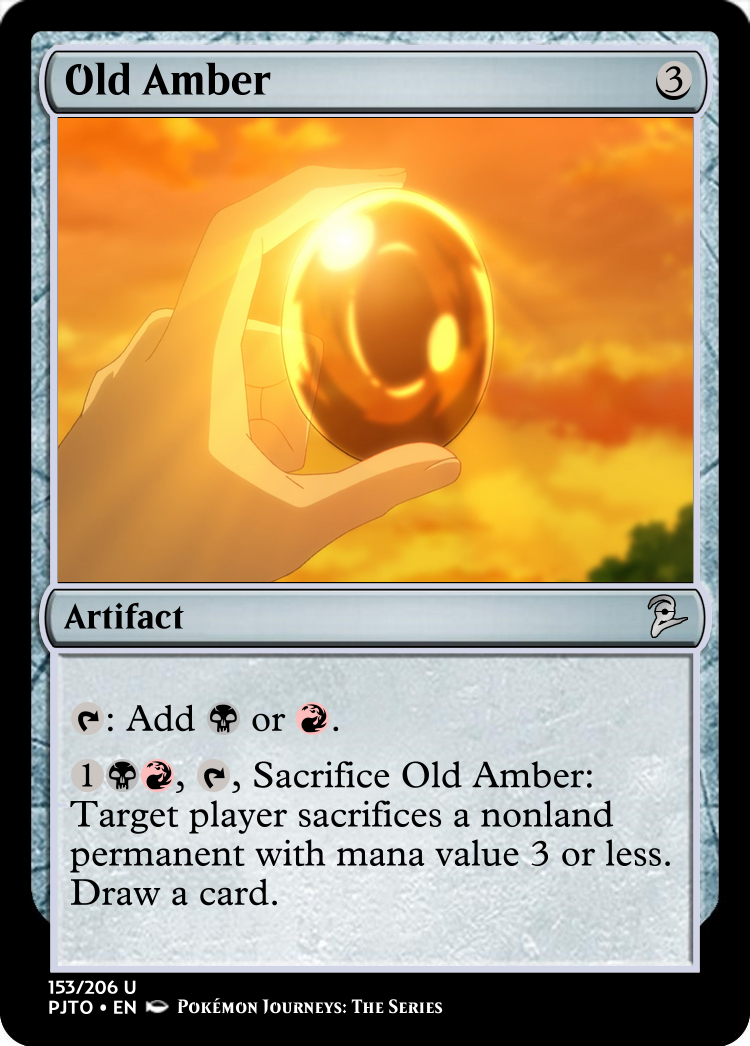 Old Amber 3
Artifact
: Add or .
1, , Sacrifice Old Amber:
Target player sacrifices a nonland
permanent with mana value 3 or less.
Draw a card.
153/206 U
PJTO • EN Pokémon Journeys: The Series